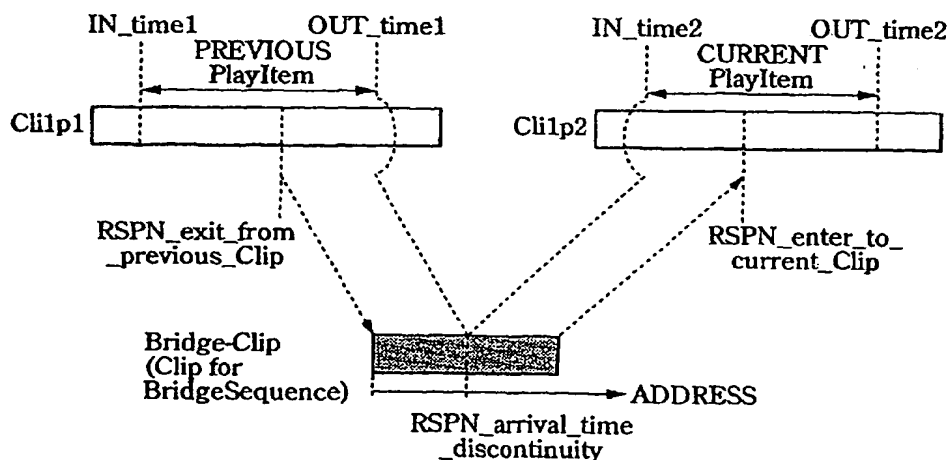 IN_time1
OUT_time1
PREVIOUS
PlayItem
Cli1p1
RSPN_exit_from
_previous_Clip
IN_time2
OUT_time2
CURRENT
PlayItem
Cli1p2
RSPN_enter_to_
current_Clip
Bridge-Clip
(Clip for
BridgeSequence)
ADDRESS
RSPN_arrival_time
_discontinuity